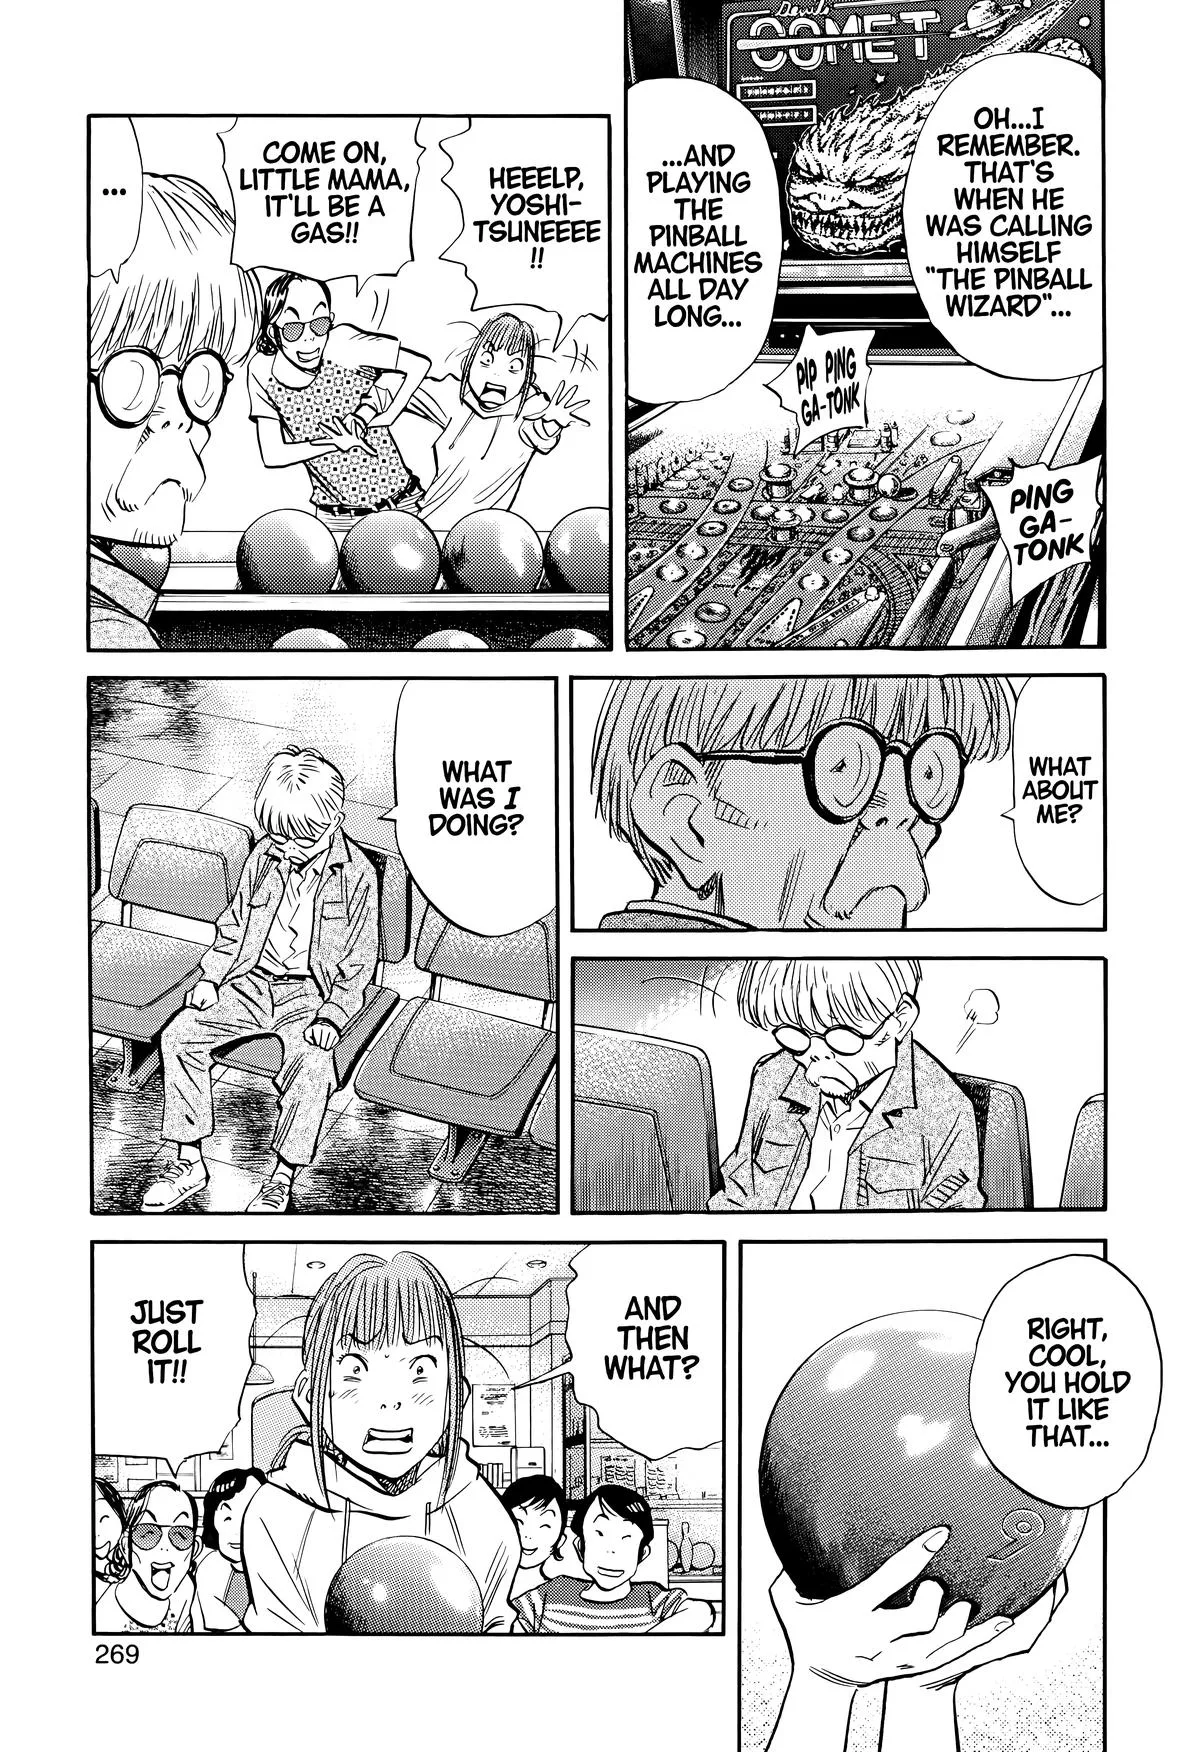 Devil's
COMET
OH...I
REMEMBER.
THAT'S
WHEN HE
WAS CALLING
HIMSELF
"THE PINBALL
WIZARD"...
...AND
PLAYING
THE
PINBALL
MACHINES
ALL DAY
LONG...
PIP PING
GA-TONK
PING
GA-
TONK
HEEELP,
YOSHI-
TSUNEEEE
!!
COME ON,
LITTLE MAMA,
IT'LL BE A
GAS!!
...
WHAT
ABOUT
ME?
WHAT
WAS I
DOING?
RIGHT,
COOL,
YOU HOLD
IT LIKE
THAT...
9
AND
THEN
WHAT?
JUST
ROLL
IT!!
269